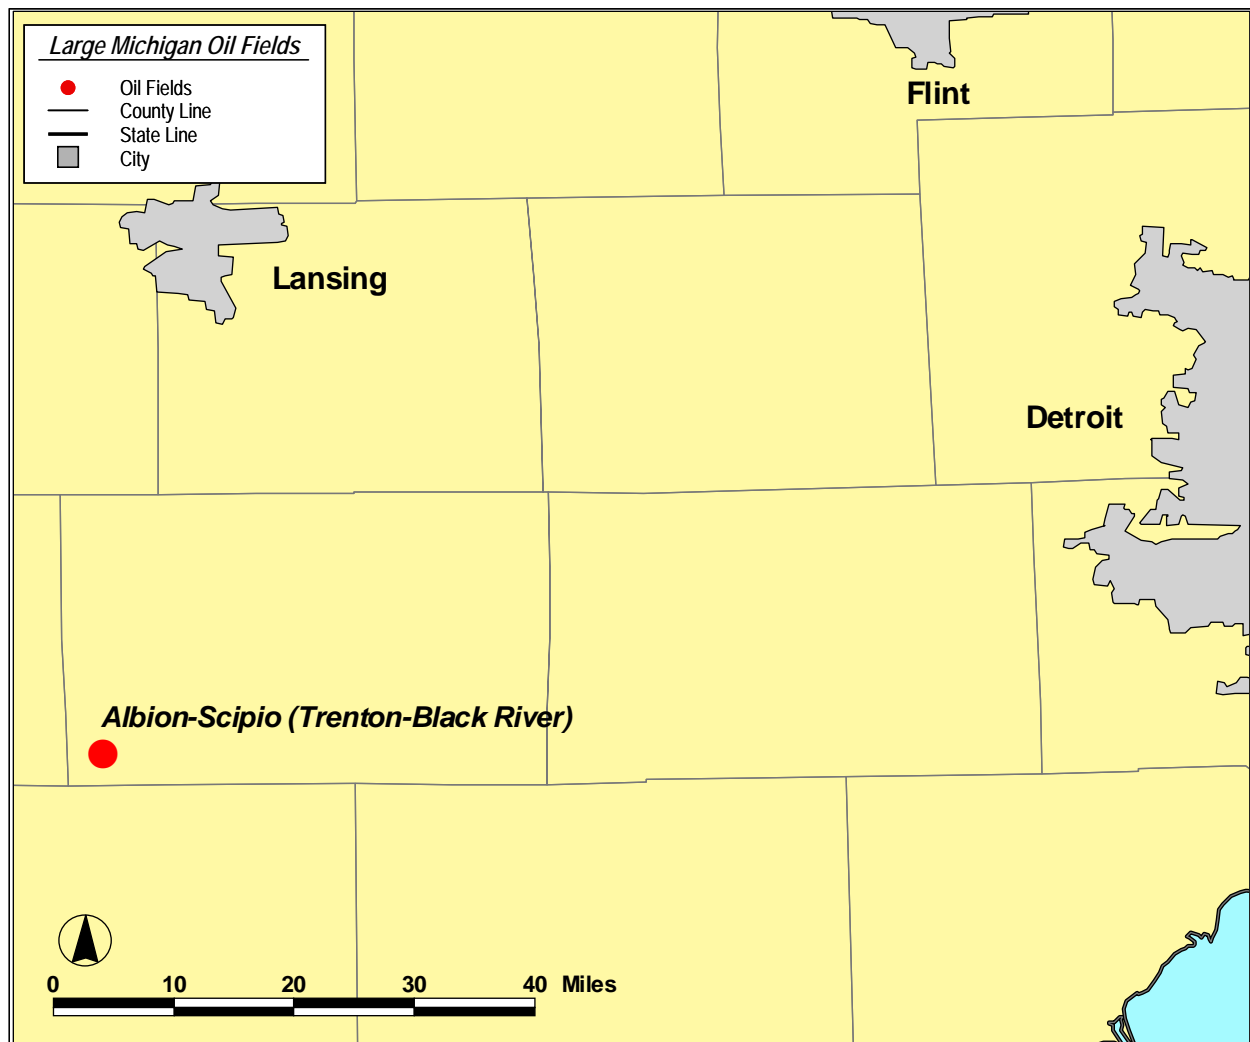 Large Michigan Oil Fields
Oil Fields
County Line
State Line
City
Flint
Lansing
Detroit
Albion-Scipio (Trenton-Black River)
0 10 20 30 40 Miles